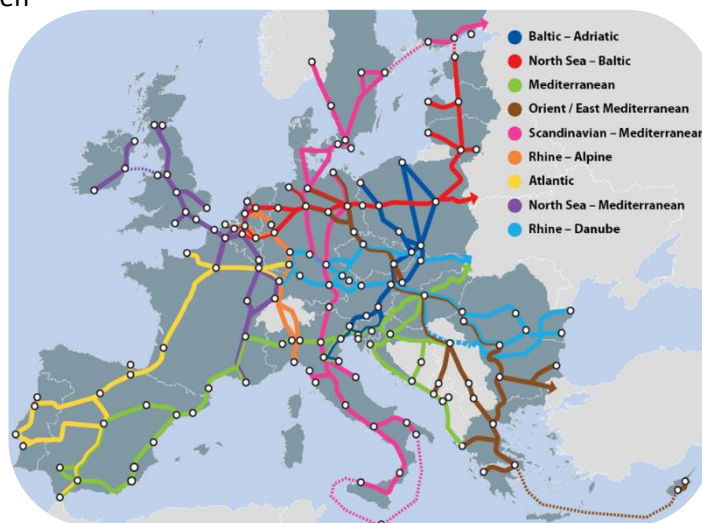 en
Baltic – Adriatic
North Sea – Baltic
Mediterranean
Orient / East Mediterranean
Scandinavian – Mediterranean
Rhine – Alpine
Atlantic
North Sea – Mediterranean
Rhine – Danube